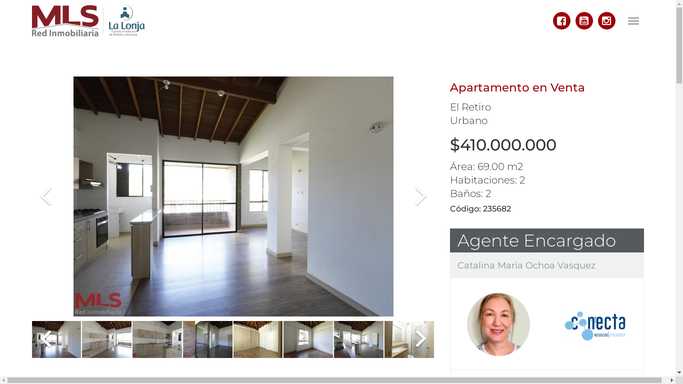 MLS
Red Inmobiliaria
La Lonja
Apartamento en Venta
El Retiro
Urbano
$410.000.000
Área: 69.00 m2
Habitaciones: 2
Baños: 2
Código: 235682
Agente Encargado
Catalina Maria Ochoa Vasquez
conecta
MLS
Red Inmobiliaria